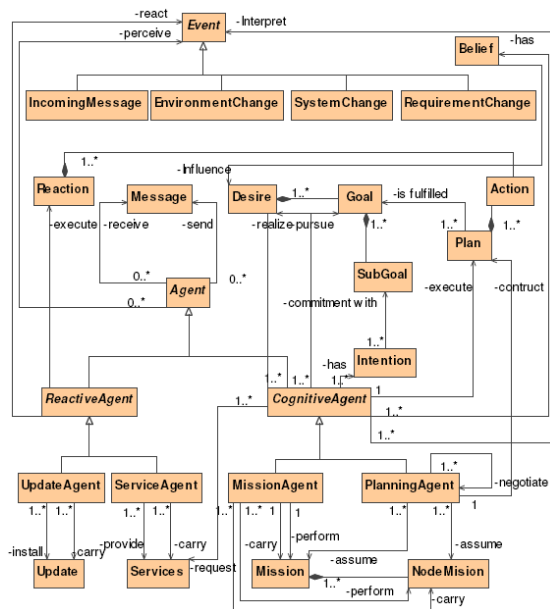 -react
-Interpret
Event
-perceive
Belief
-has
IncomingMessage
EnvironmentChange
SystemChange
RequirementChange
1..*
-Influence
Reaction
Message
Desire
1..*
Goal
-is fulfilled
Action
-execute
-receive
-send
-realize
-pursue
1..*
1..*
1..*
Plan
SubGoal
0..*
0..*
Agent
-commitment with
-execute
-contruct
0..*
1..*
-has
Intention
1..*
1..*
1..*
1
ReactiveAgent
1..*
CognitiveAgent
1..*
1..*
UpdateAgent
ServiceAgent
MissionAgent
PlanningAgent
1..*
-negotiate
1..*
1..*
1..*
1..*
1..*
1..*
1
1
1..*
1..*
1
-install
-carry
-provide
-carry
-request
-carry
-perform
-assume
-assume
Update
Services
Mission
1..*
NodeMision
-perform
-carry